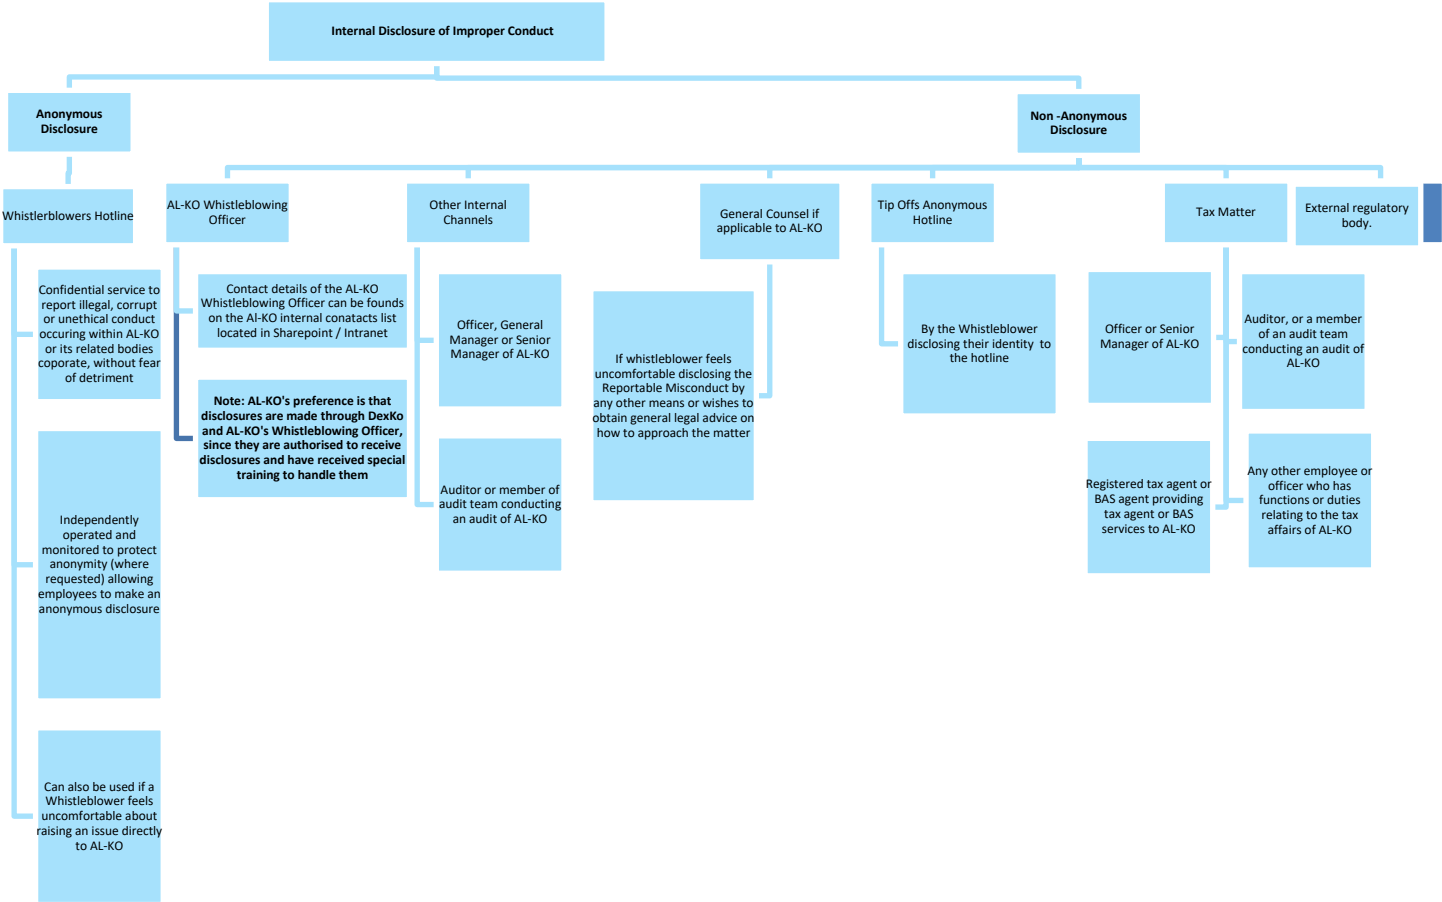 Internal Disclosure of Improper Conduct
Anonymous
Disclosure
Non -Anonymous
Disclosure
Whistlerblowers Hotline
AL-KO Whistleblowing
Officer
Other Internal
Channels
General Counsel if
applicable to AL-KO
Tip Offs Anonymous
Hotline
Tax Matter
External regulatory
body.
Confidential service to
report illegal, corrupt
or unethical conduct
occuring within AL-KO
or its related bodies
coporate, without fear
of detriment
Independently
operated and
monitored to protect
anonymity (where
requested) allowing
employees to make an
anonymous disclosure
Can also be used if a
Whistleblower feels
uncomfortable about
raising an issue directly
to AL-KO
Contact details of the AL-KO
Whistleblowing Officer can be founds
on the Al-KO internal conatacts list
located in Sharepoint / Intranet
Note: AL-KO's preference is that
disclosures are made through DexKo
and AL-KO's Whistleblowing Officer,
since they are authorised to receive
disclosures and have received special
training to handle them
Officer, General
Manager or Senior
Manager of AL-KO
Auditor or member of
audit team conducting
an audit of AL-KO
If whistleblower feels
uncomfortable disclosing the
Reportable Misconduct by
any other means or wishes to
obtain general legal advice on
how to approach the matter
By the Whistleblower
disclosing their identity to
the hotline
Officer or Senior
Manager of AL-KO
Auditor, or a member
of an audit team
conducting an audit of
AL-KO
Registered tax agent or
BAS agent providing
tax agent or BAS
services to AL-KO
Any other employee or
officer who has
functions or duties
relating to the tax
affairs of AL-KO